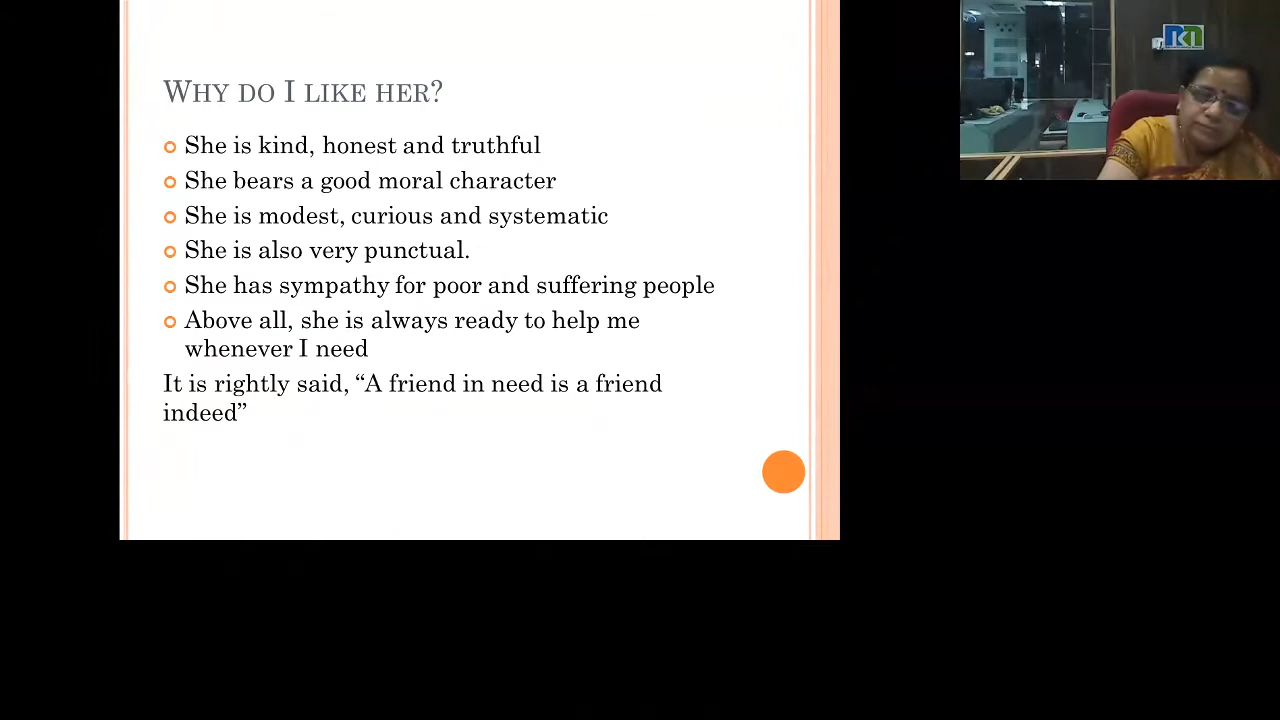 WHY DO I LIKE HER?
She is kind, honest and truthful
She bears a good moral character
She is modest, curious and systematic
She is also very punctual.
She has sympathy for poor and suffering people
Above all, she is always ready to help me
whenever I need
It is rightly said, “A friend in need is a friend
indeed”